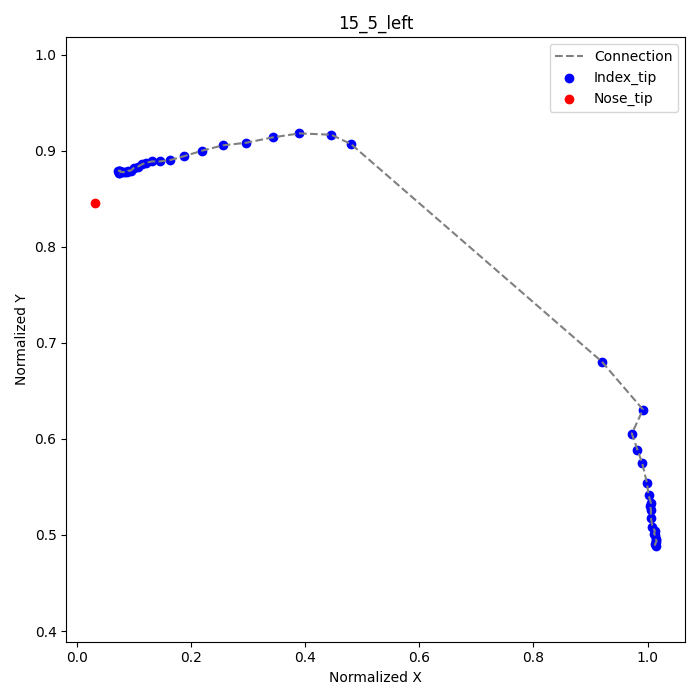 15_5_left
Connection
Index_tip
Nose_tip
1.0
0.9
0.8
0.7
0.6
0.5
0.4
Normalized Y
0.0 0.2 0.4 0.6 0.8 1.0
Normalized X